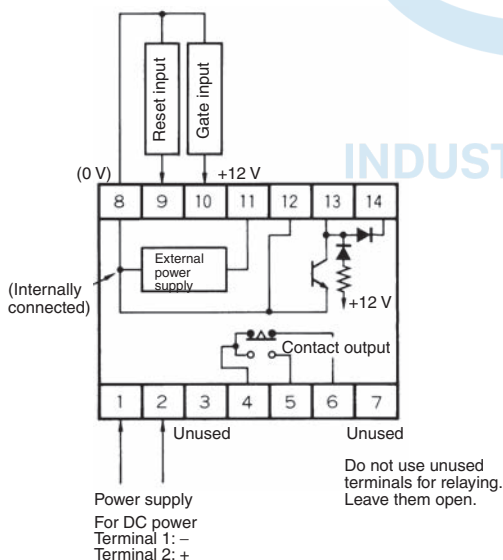 Reset input
Gate input
(0 V)
+12 V
INDUST
8 9 10 11 12 13 14
External
power
supply
(Internally
connected)
+12 V
Contact output
1 2 3 4 5 6 7
Unused
Unused
Power supply
For DC power
Terminal 1: –
Terminal 2: +
Do not use unused
terminals for relaying.
Leave them open.